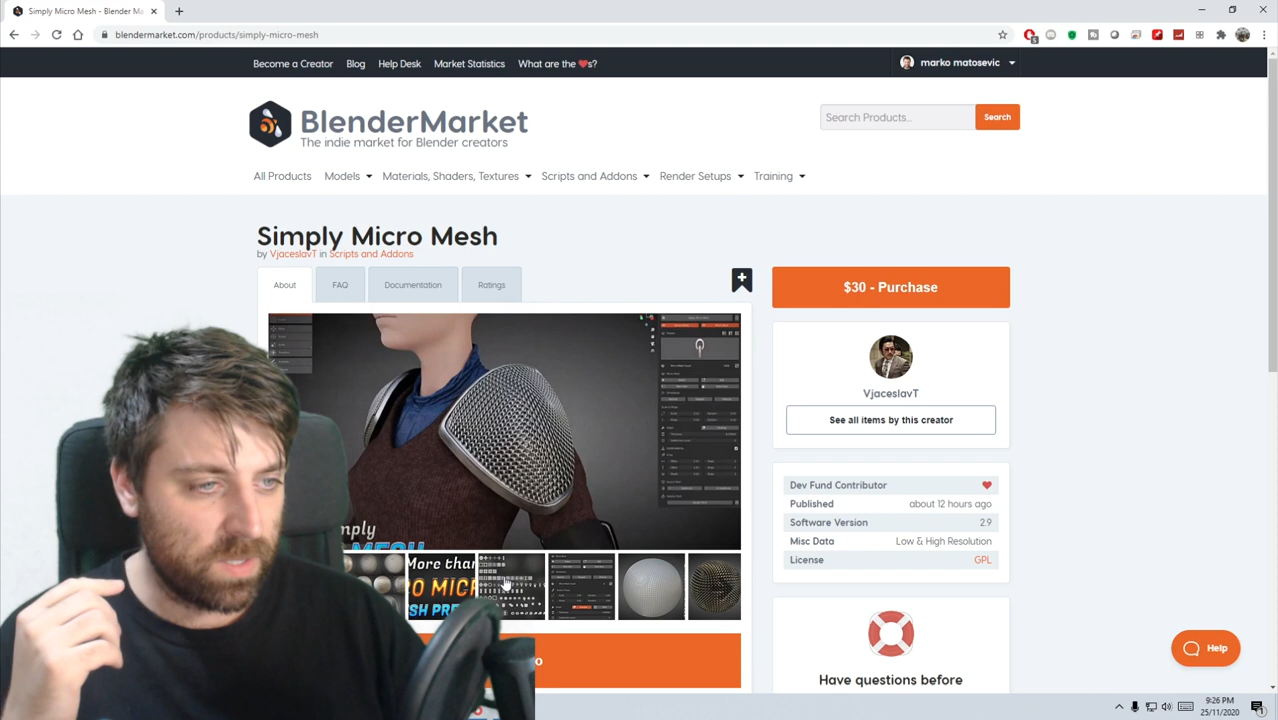 Simply Micro Mesh - Blender Ma
blendermarket.com/products/simply-micro-mesh
5
Become a Creator Blog Help Desk Market Statistics What are the ❤s? marko matosevic
BlenderMarket
The indie market for Blender creators
Search Products... Search
All Products Models Materials, Shaders, Textures Scripts and Addons Render Setups Training
Simply Micro Mesh
by VjaceslavT in Scripts and Addons
About FAQ Documentation Ratings
$30 - Purchase
VjaceslavT
See all items by this creator
Dev Fund Contributor
Published about 12 hours ago
Software Version 2.9
Misc Data Low & High Resolution
License GPL
More than
Have questions before
Help
9:26 PM
25/11/2020
1